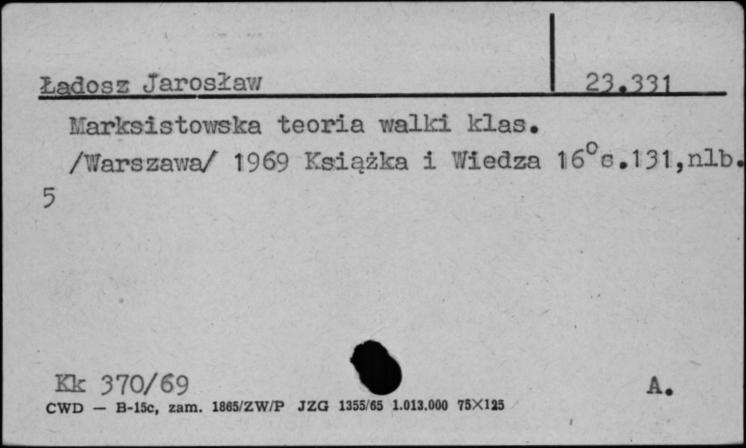 Ładosz Jarosław 23.331
Marksistowska teoria walki klas.
/Warszawa/ 1969 Książka i Wiedza 16° s.131,nlb.
5
Kk 370/69 A.
CWD — B-15c, zam. 1865/ZW/P JZG 1355/65 1.013.000 75X125